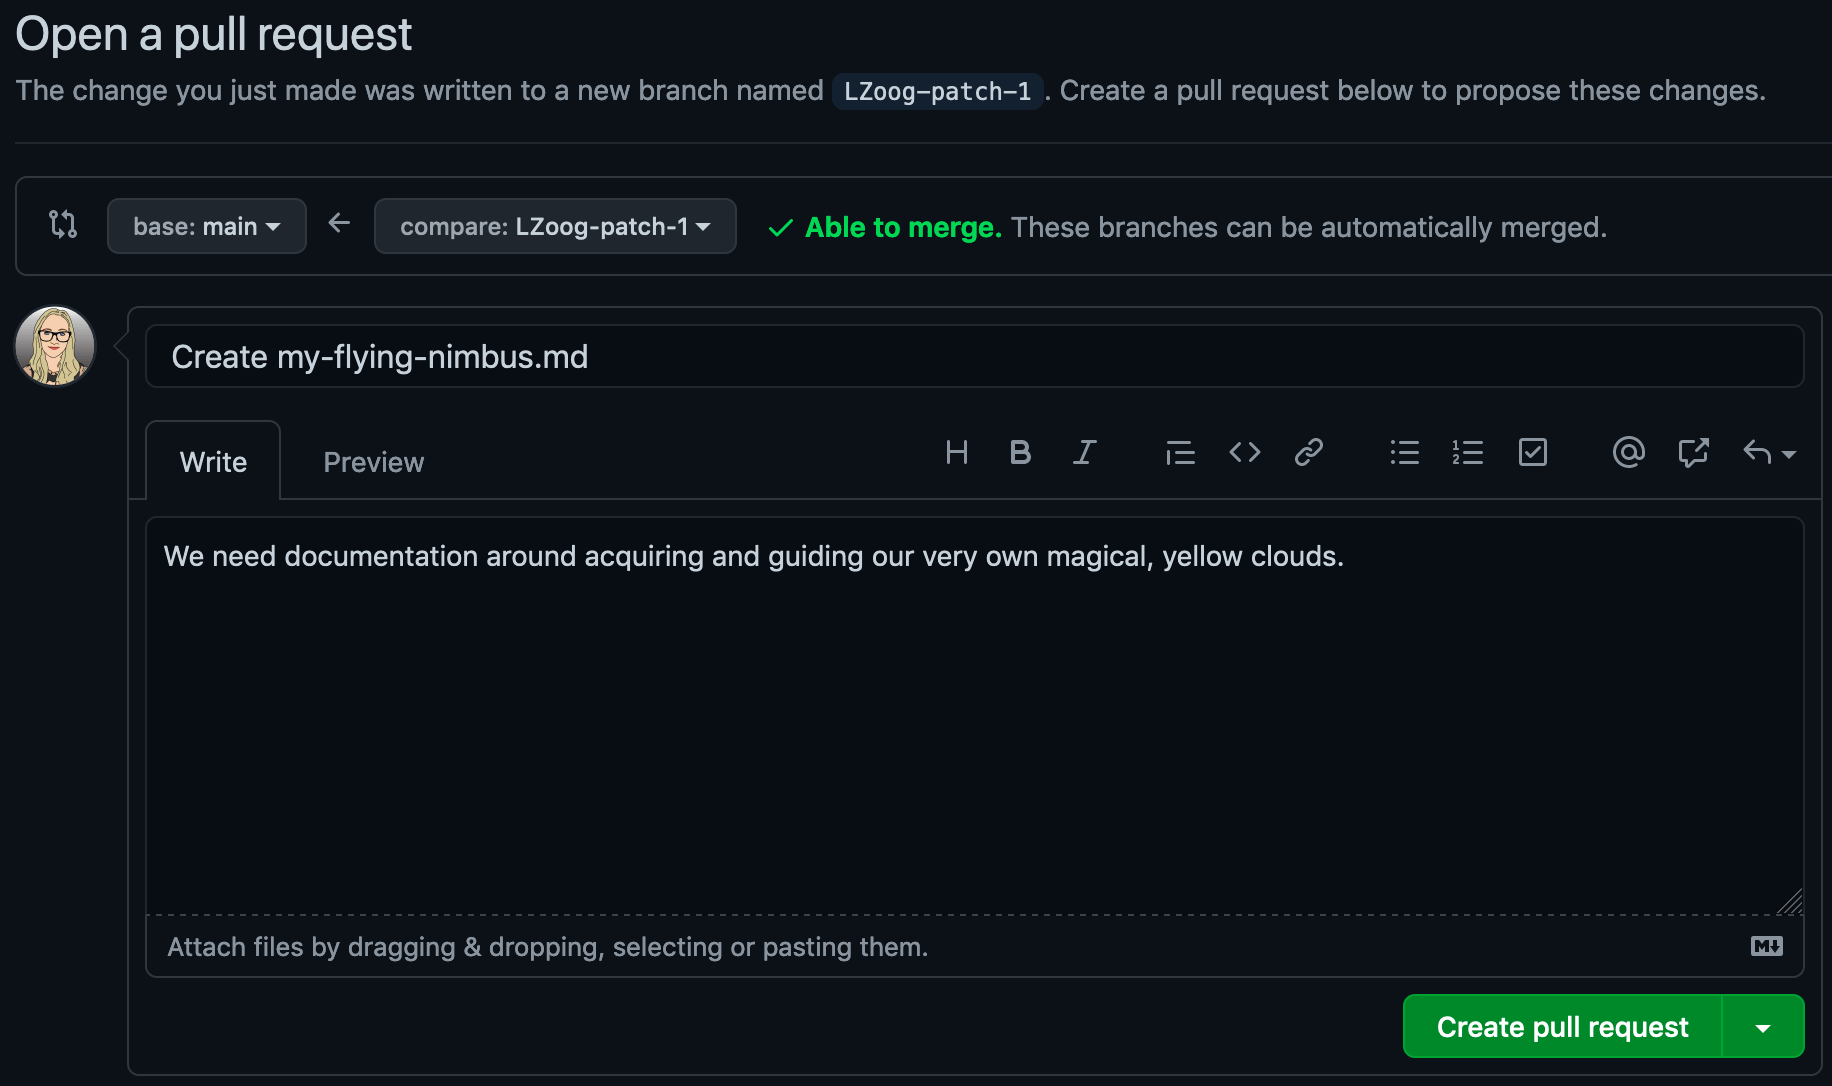 Open a pull request
The change you just made was written to a new branch named LZoog-patch-1. Create a pull request below to propose these changes.
base: main compare: LZoog-patch-1 Able to merge. These branches can be automatically merged.
Create my-flying-nimbus.md
Write Preview
We need documentation around acquiring and guiding our very own magical, yellow clouds.
Attach files by dragging & dropping, selecting or pasting them.
Create pull request